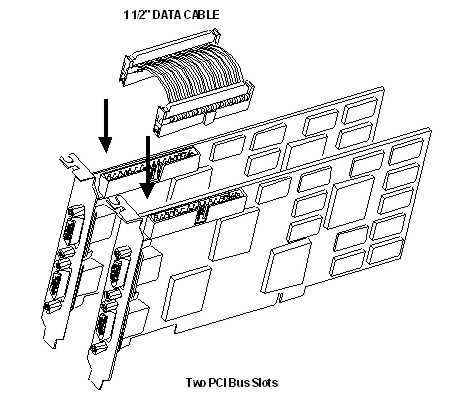 1 1/2" DATA CABLE
Two PCI Bus Slots